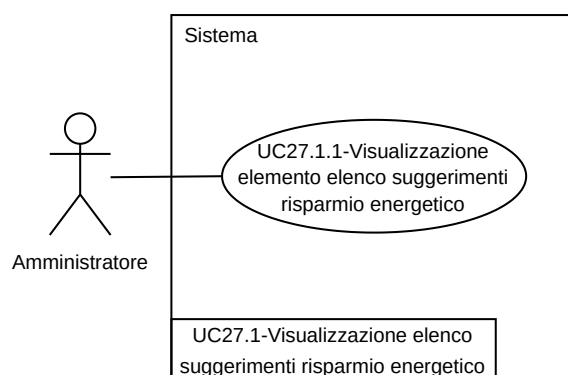 Sistema
UC27.1.1-Visualizzazione
elemento elenco suggerimenti
risparmio energetico
Amministratore
UC27.1-Visualizzazione elenco
suggerimenti risparmio energetico